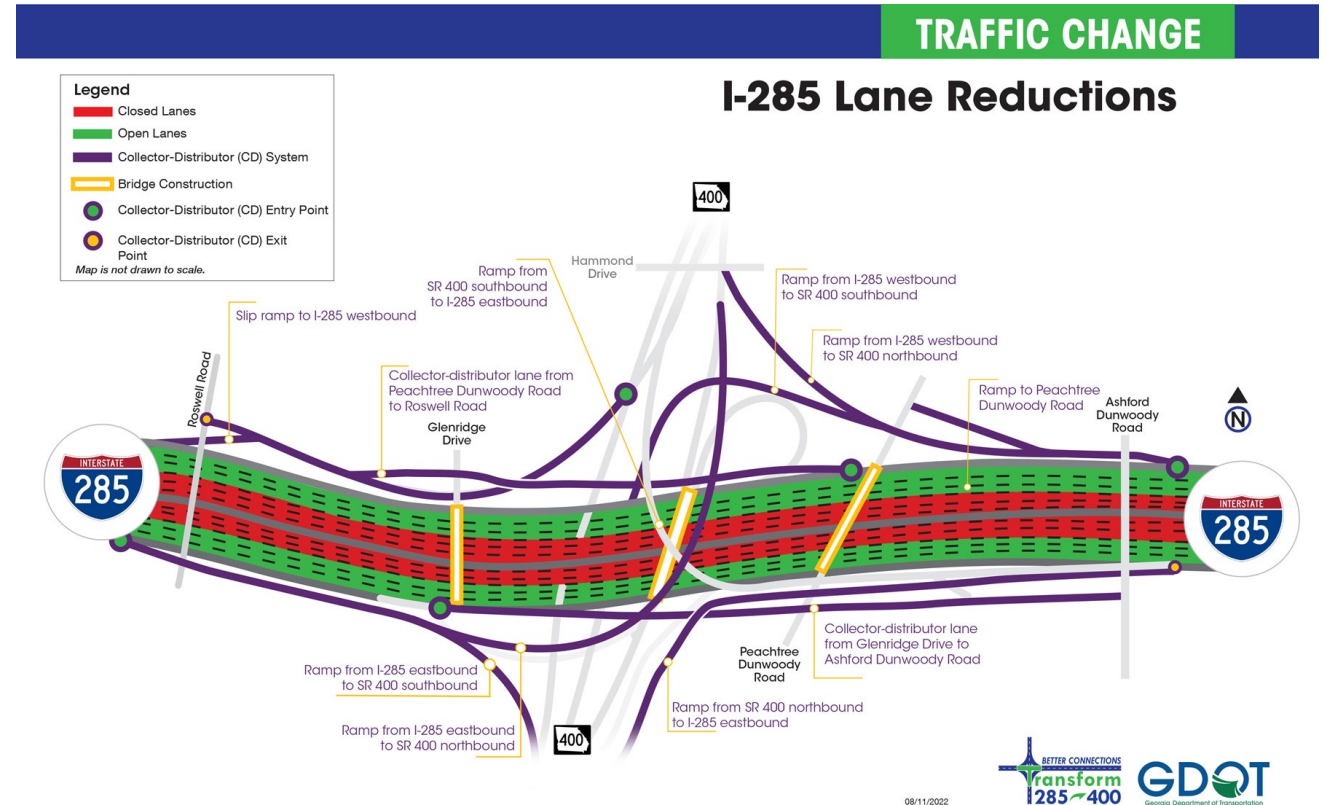 TRAFFIC CHANGE
I-285 Lane Reductions
Legend
Closed Lanes
Open Lanes
Collector-Distributor (CD) System
Bridge Construction
Collector-Distributor (CD) Entry Point
Collector-Distributor (CD) Exit
Point
Map is not drawn to scale.
400
Hammond
Drive
Ramp from
SR 400 southbound
to I-285 eastbound
Ramp from I-285 westbound
to SR 400 southbound
Slip ramp to I-285 westbound
Ramp from I-285 westbound
to SR 400 northbound
Roswell Road
Collector-distributor lane from
Peachtree Dunwoody Road
to Roswell Road
Ramp to Peachtree
Dunwoody Road
Ashford
Dunwoody
Road
N
Glenridge
Drive
INTERSTATE
285
INTERSTATE
285
Collector-distributor lane
from Glenridge Drive to
Ashford Dunwoody Road
Peachtree
Dunwoody
Road
Ramp from I-285 eastbound
to SR 400 southbound
Ramp from SR 400 northbound
to I-285 eastbound
Ramp from I-285 eastbound
to SR 400 northbound
400
BETTER CONNECTIONS
Transform
285 400
GDOT
Georgia Department of Transportation
08/11/2022